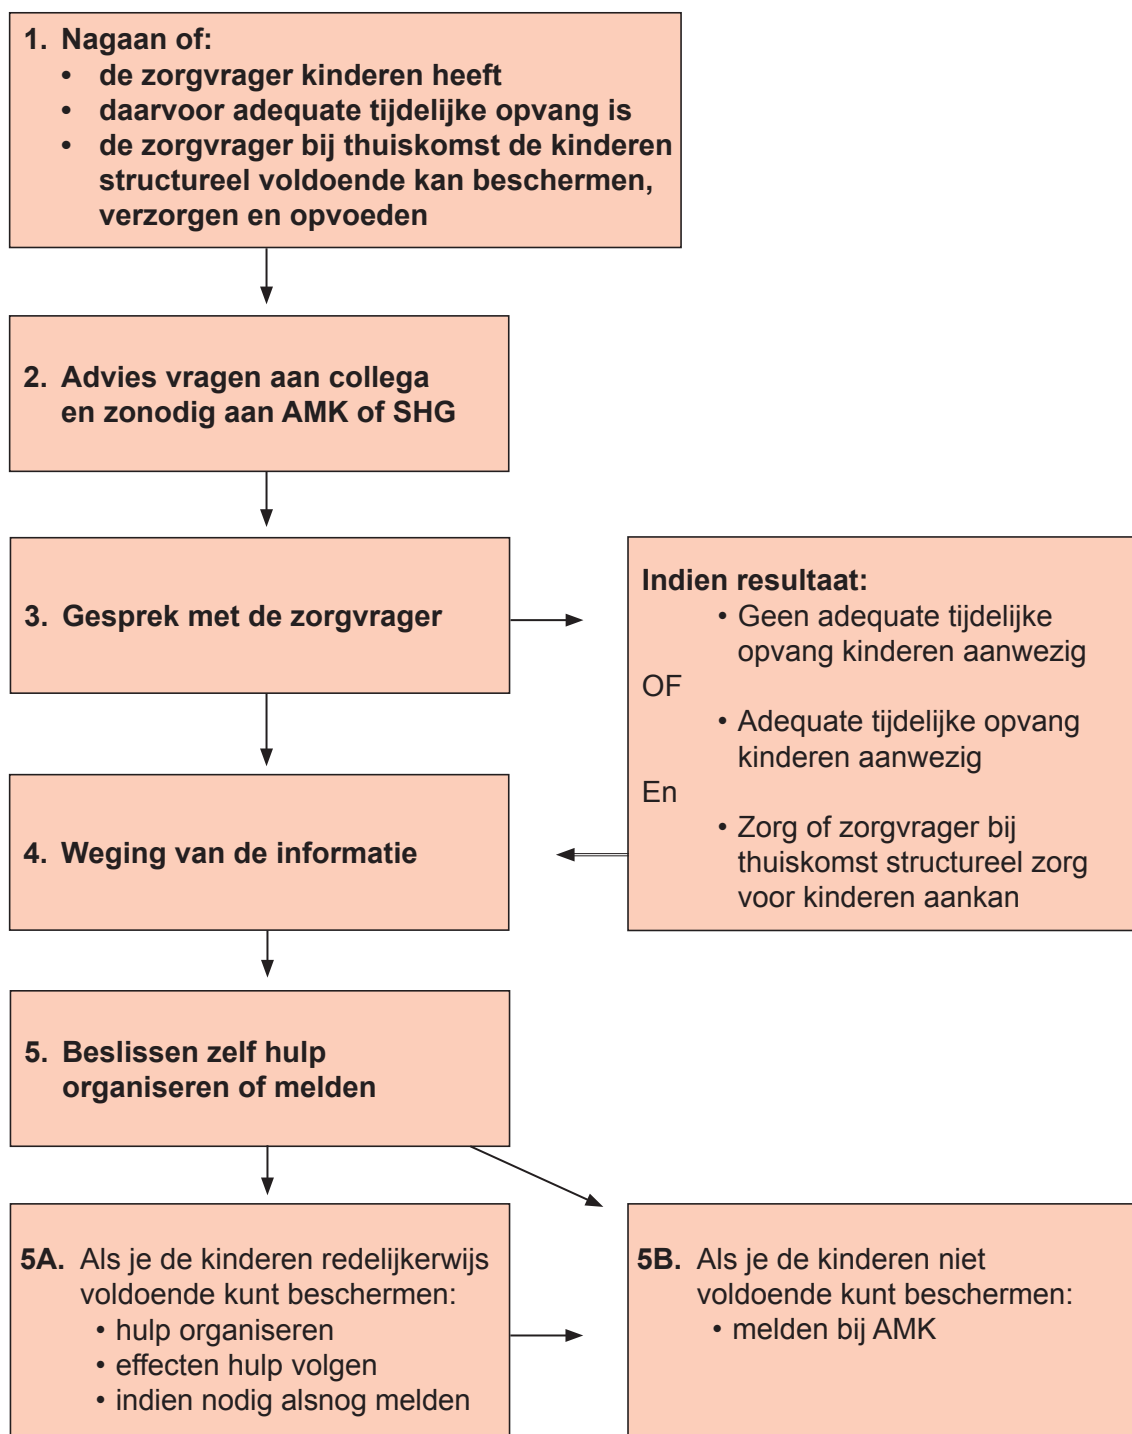 1. Nagaan of:
• de zorgvrager kinderen heeft
• daarvoor adequate tijdelijke opvang is
• de zorgvrager bij thuiskomst de kinderen
structureel voldoende kan beschermen,
verzorgen en opvoeden
2. Advies vragen aan collega
en zonodig aan AMK of SHG
3. Gesprek met de zorgvrager
Indien resultaat:
• Geen adequate tijdelijke
opvang kinderen aanwezig
OF
• Adequate tijdelijke opvang
kinderen aanwezig
En
• Zorg of zorgvrager bij
thuiskomst structureel zorg
voor kinderen aankan
4. Weging van de informatie
5. Beslissen zelf hulp
organiseren of melden
5A. Als je de kinderen redelijkerwijs
voldoende kunt beschermen:
• hulp organiseren
• effecten hulp volgen
• indien nodig alsnog melden
5B. Als je de kinderen niet
voldoende kunt beschermen:
• melden bij AMK